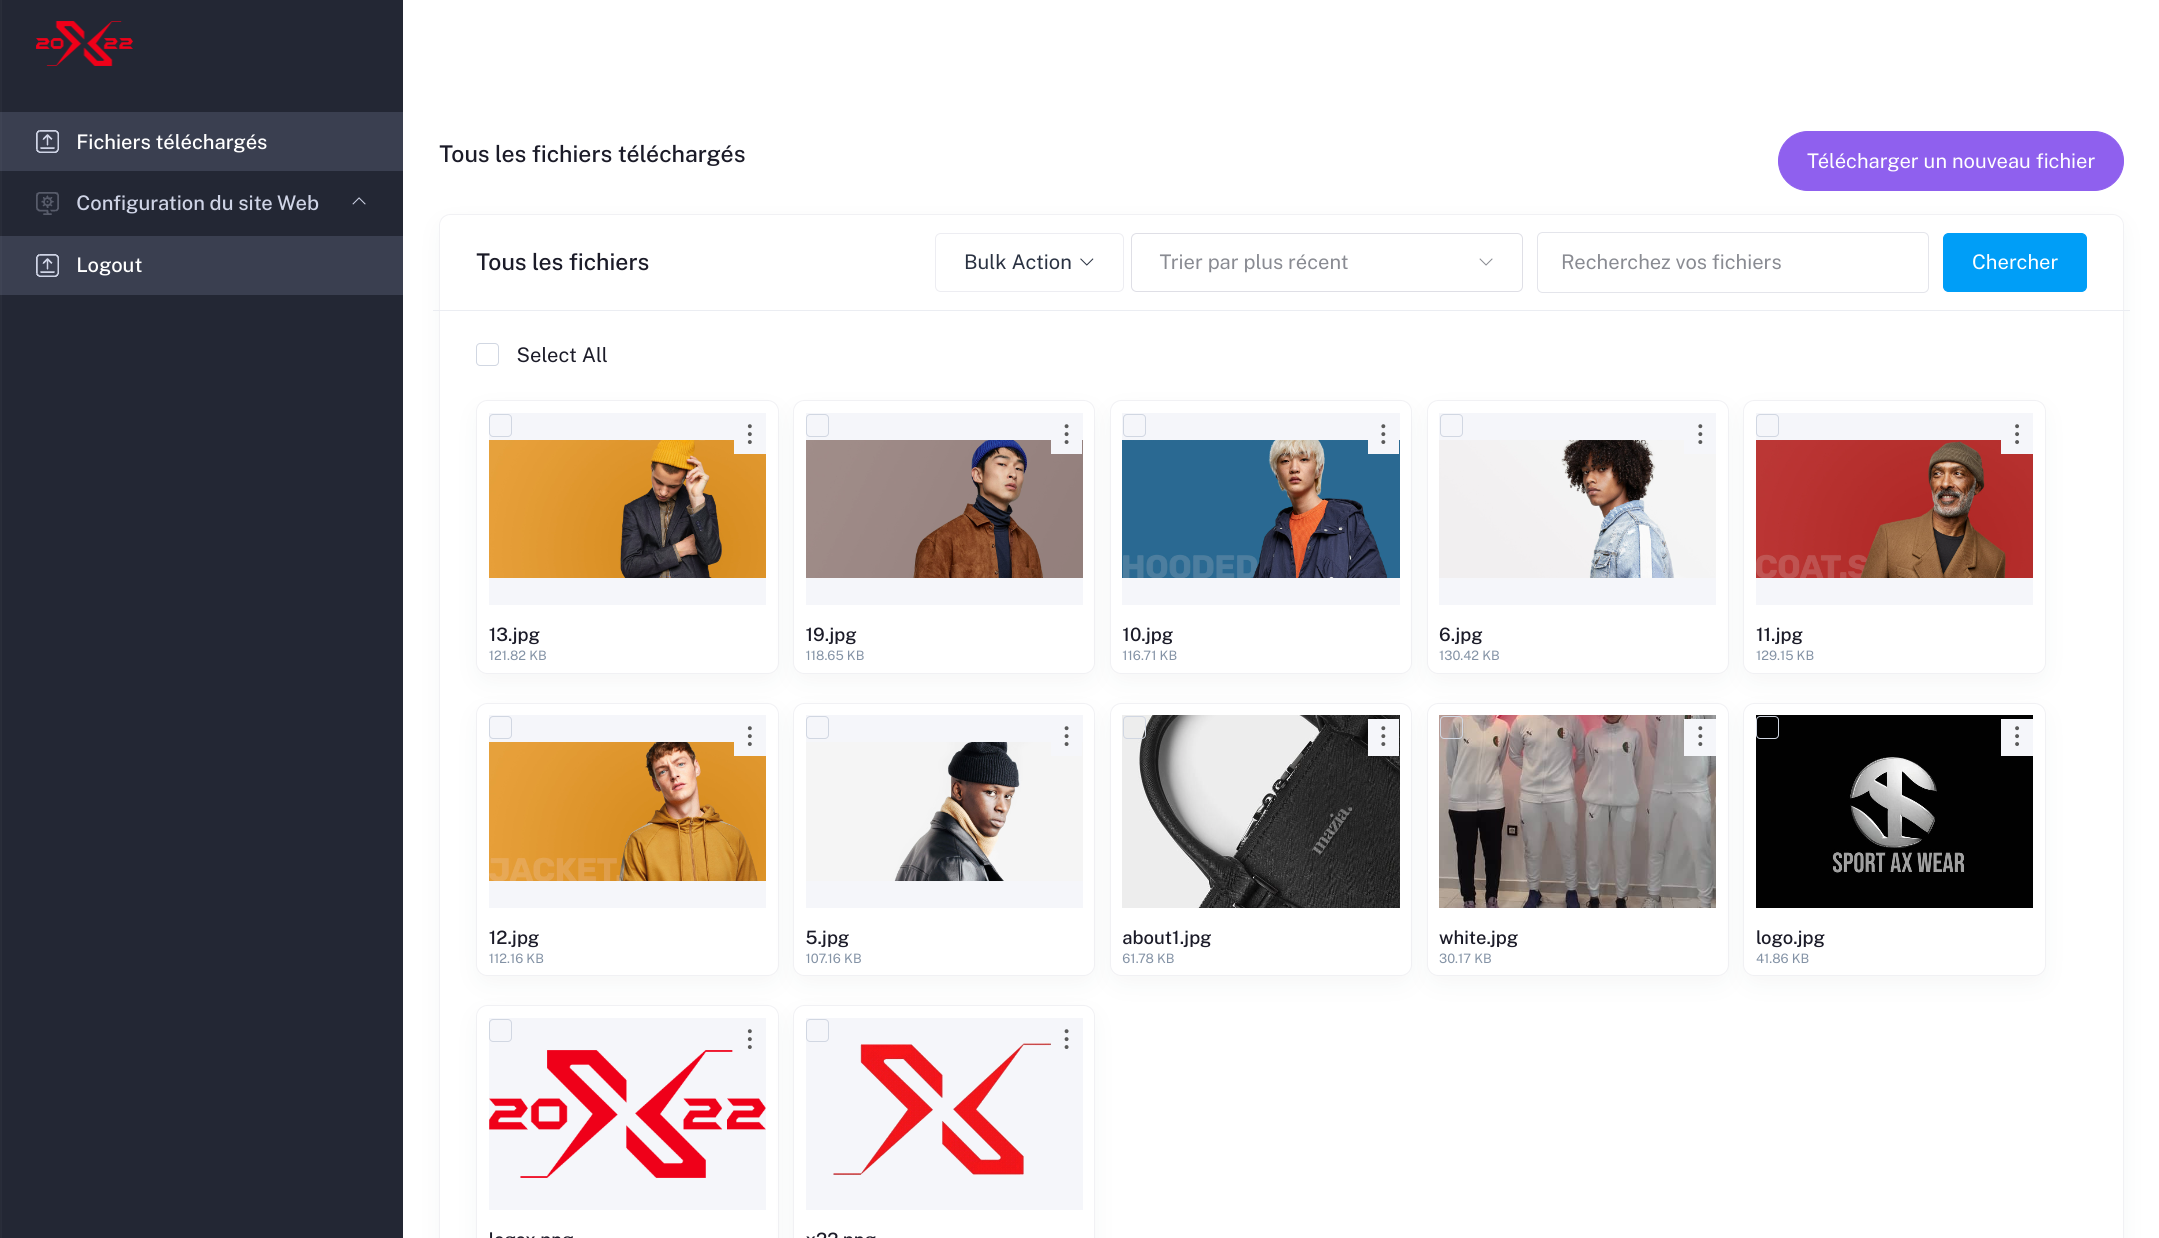 20X22
Fichiers téléchargés
Configuration du site Web
Logout
Tous les fichiers téléchargés
Télécharger un nouveau fichier
Tous les fichiers
Bulk Action
Trier par plus récent
Recherchez vos fichiers
Chercher
Select All
HOODED
COAT.S
13.jpg
121.82 KB
19.jpg
118.65 KB
10.jpg
116.71 KB
6.jpg
130.42 KB
11.jpg
129.15 KB
JACKET
mazia.
SPORT AX WEAR
12.jpg
112.16 KB
5.jpg
107.16 KB
about1.jpg
61.78 KB
white.jpg
30.17 KB
logo.jpg
41.86 KB
20X22
X